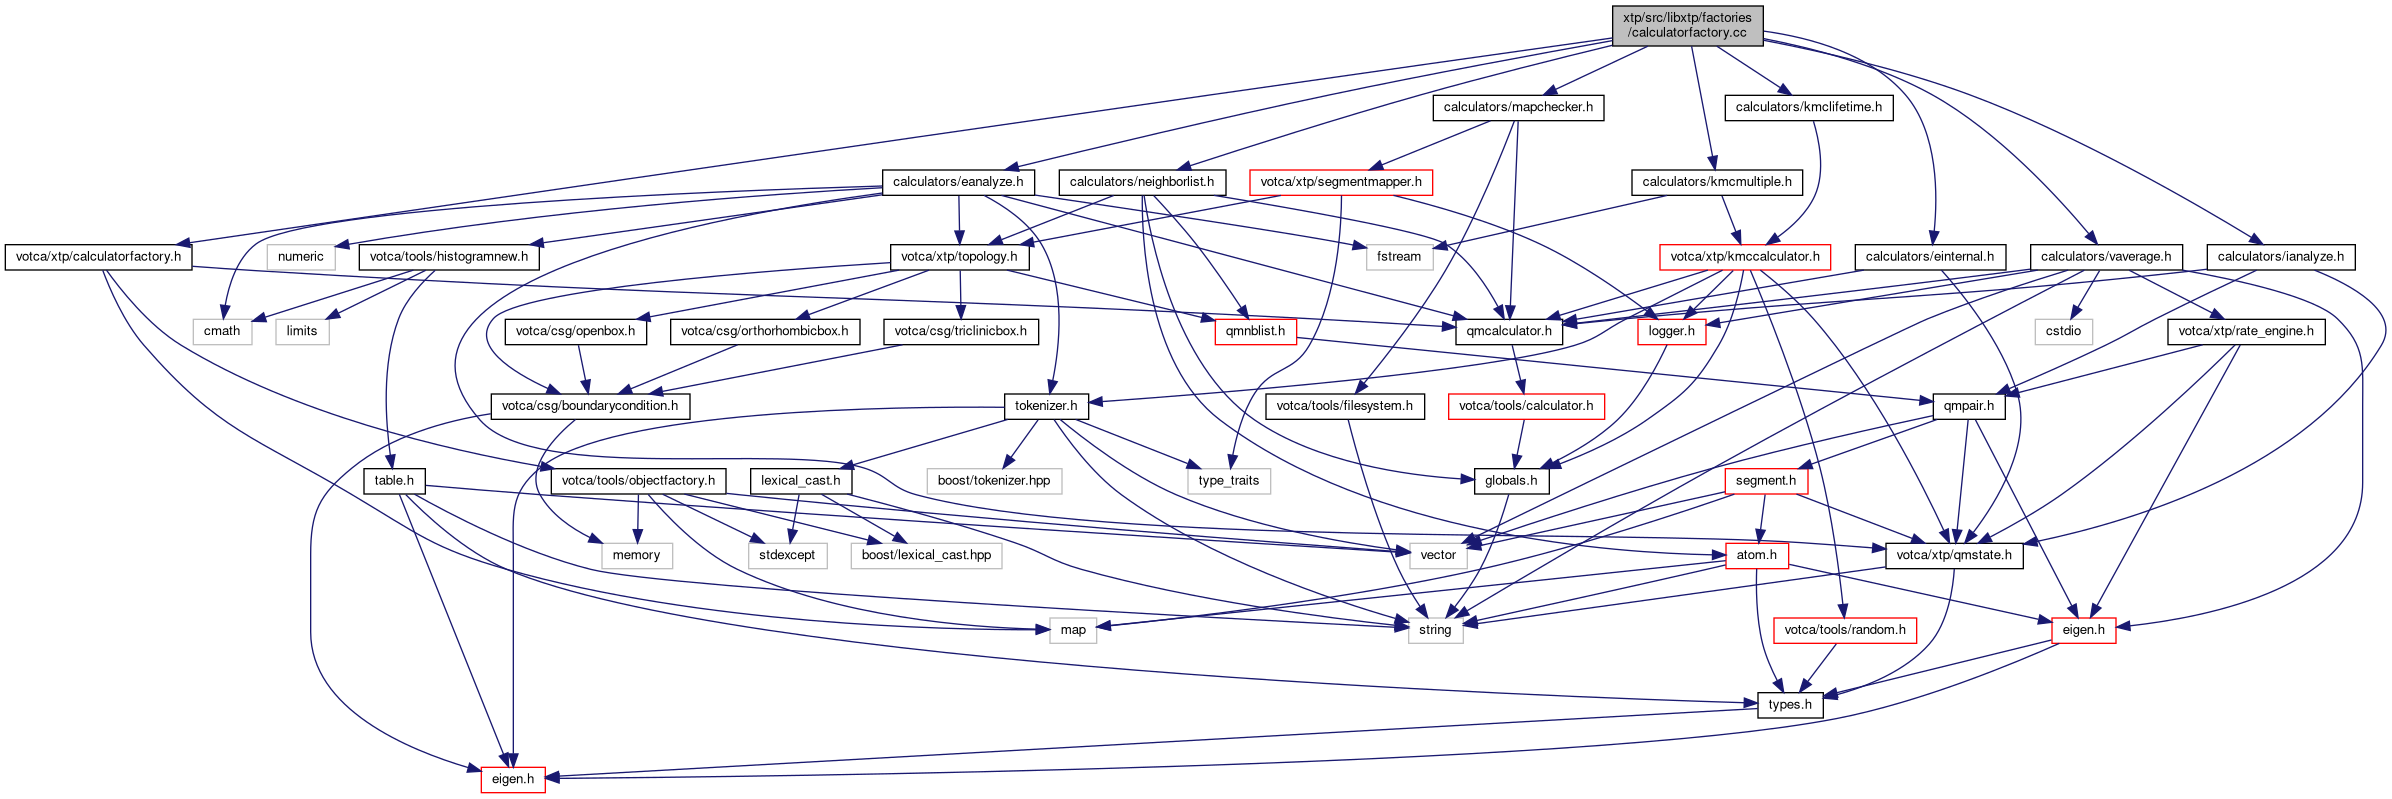 xtp/src/libxtp/factories
/calculatorfactory.cc
calculators/mapchecker.h
calculators/kmclifetime.h
calculators/eanalyze.h
calculators/neighborlist.h
votca/xtp/segmentmapper.h
calculators/kmcmultiple.h
votca/xtp/calculatorfactory.h
numeric
votca/tools/histogramnew.h
votca/xtp/topology.h
fstream
votca/xtp/kmccalculator.h
calculators/einternal.h
calculators/vaverage.h
calculators/ianalyze.h
cmath
limits
votca/csg/openbox.h
votca/csg/orthorhombicbox.h
votca/csg/triclinicbox.h
qmnblist.h
qmcalculator.h
logger.h
cstdio
votca/xtp/rate_engine.h
votca/csg/boundarycondition.h
tokenizer.h
votca/tools/filesystem.h
votca/tools/calculator.h
qmpair.h
table.h
votca/tools/objectfactory.h
lexical_cast.h
boost/tokenizer.hpp
type_traits
globals.h
segment.h
memory
stdexcept
boost/lexical_cast.hpp
vector
atom.h
votca/xtp/qmstate.h
map
string
votca/tools/random.h
eigen.h
types.h
eigen.h